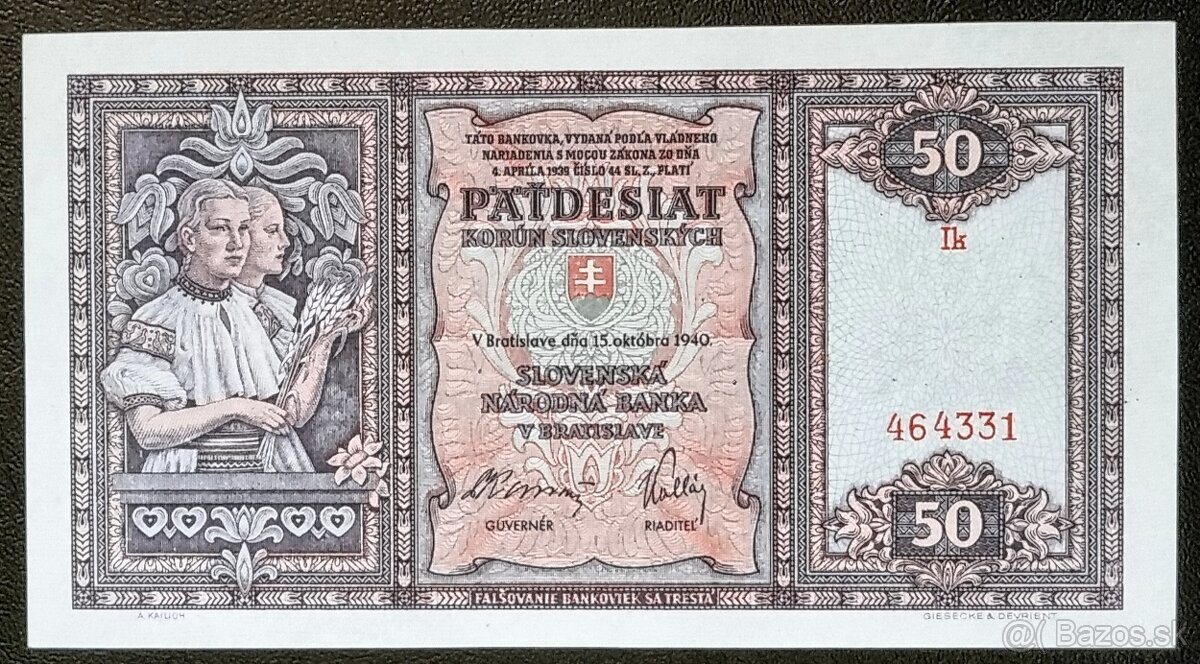 TÁTO BANKOVKA, VYDANÁ PODĽA VLÁDNEHO
NARIADENIA S MOCOU ZÁKONA ZO DŇA
4. APRÍLA 1939 ČÍSLO 44 SL. Z., PLATÍ
PÄŤDESIAT
KORÚN SLOVENSKÝCH
V Bratislave dňa 15. októbra 1940.
SLOVENSKÁ
NÁRODNÁ BANKA
V BRATISLAVE
GUVERNÉR RIADITEĽ
FALŠOVANIE BANKOVIEK SA TRESTÁ
50
Ik
464331
50
GIESECKE & DEVRIENT
@( Bazos.sk